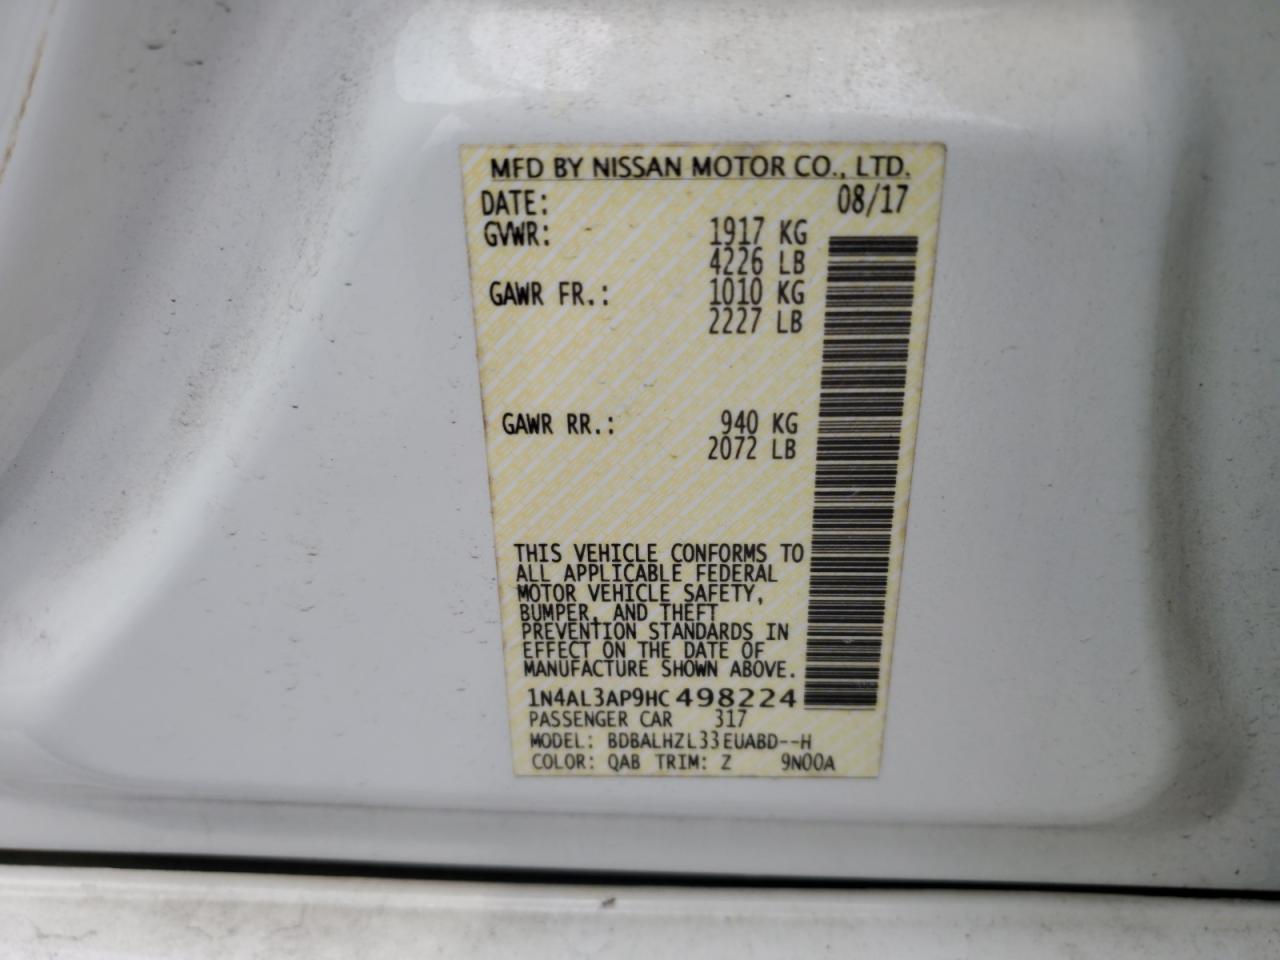 MFD BY NISSAN MOTOR CO., LTD.
DATE: 08/17
GVWR: 1917 KG
4226 LB
GAWR FR.: 1010 KG
2227 LB
GAWR RR.: 940 KG
2072 LB
THIS VEHICLE CONFORMS TO
ALL APPLICABLE FEDERAL
MOTOR VEHICLE SAFETY,
BUMPER, AND THEFT
PREVENTION STANDARDS IN
EFFECT ON THE DATE OF
MANUFACTURE SHOWN ABOVE.
1N4AL3AP9HC498224
PASSENGER CAR 317
MODEL: BDBALHZL33EUABD--H
COLOR: QAB TRIM: Z 9N00A